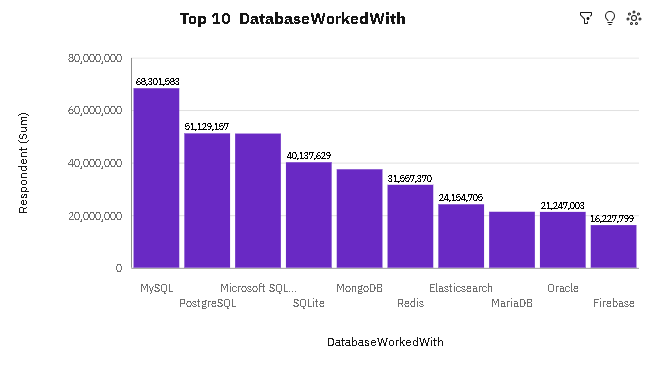 Top 10 DatabaseWorkedWith
80,000,000
60,000,000
40,000,000
20,000,000
0
Respondent (Sum)
68,301,583
51,129,167
40,137,629
31,567,370
24,154,706
21,247,003
16,227,799
MySQL
PostgreSQL
Microsoft SQL...
SQLite
MongoDB
Redis
Elasticsearch
MariaDB
Oracle
Firebase
DatabaseWorkedWith